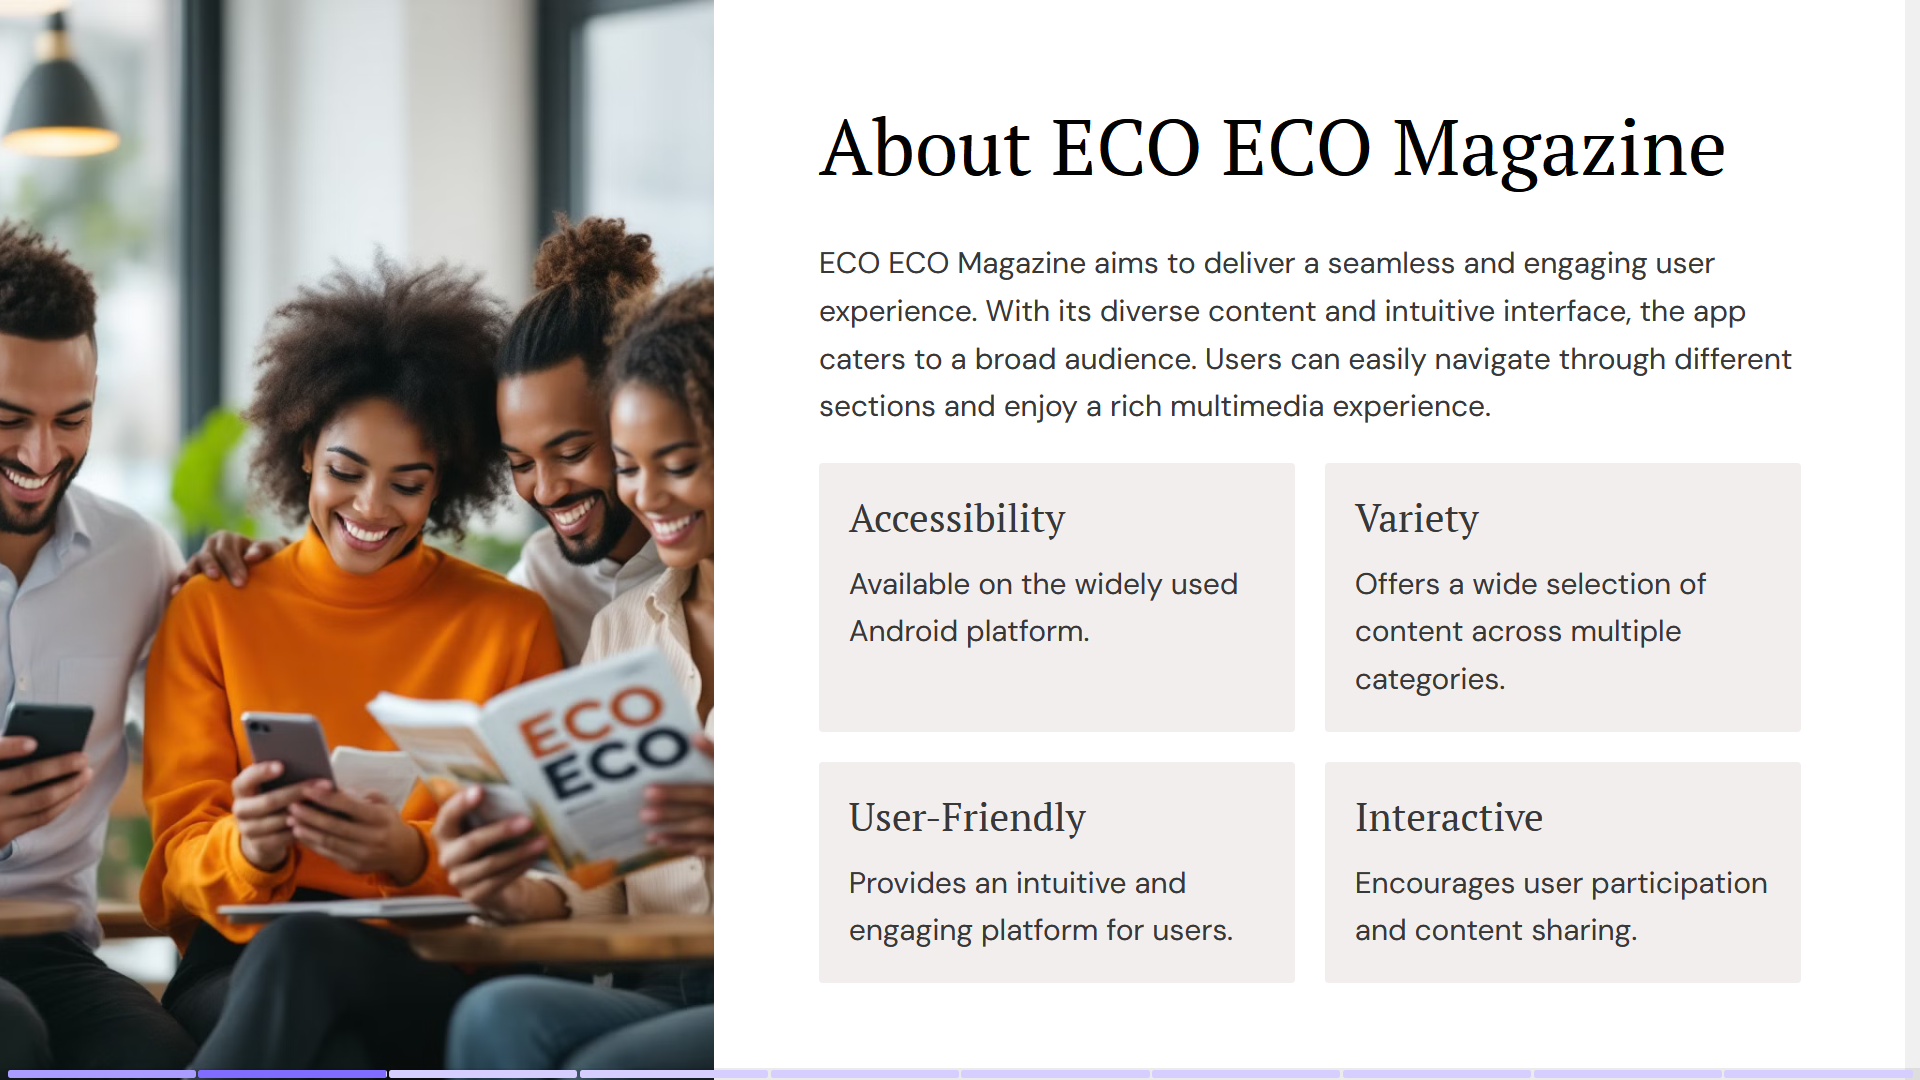 About ECO ECO Magazine
ECO ECO Magazine aims to deliver a seamless and engaging user
experience. With its diverse content and intuitive interface, the app
caters to a broad audience. Users can easily navigate through different
sections and enjoy a rich multimedia experience.
Accessibility
Available on the widely used
Android platform.
Variety
Offers a wide selection of
content across multiple
categories.
User-Friendly
Provides an intuitive and
engaging platform for users.
Interactive
Encourages user participation
and content sharing.
ECO
ECO